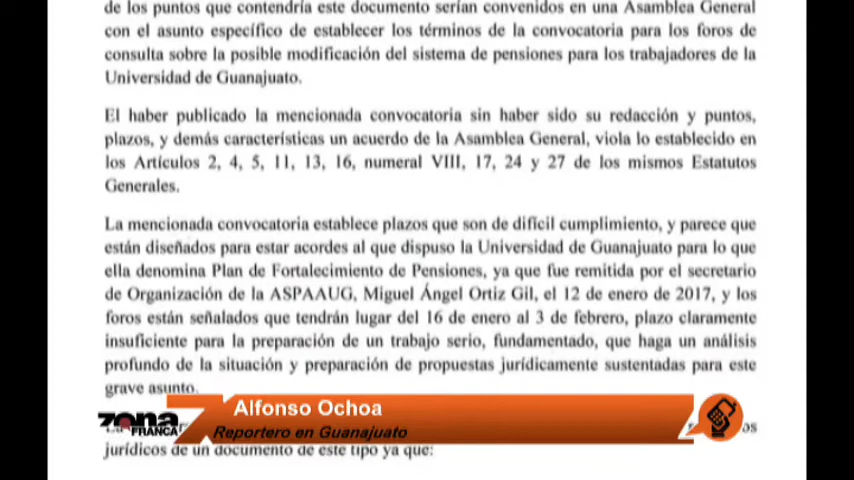 de los puntos que contendría este documento serían convenidos en una Asamblea General
con el asunto específico de establecer los términos de la convocatoria para los foros de
consulta sobre la posible modificación del sistema de pensiones para los trabajadores de la
Universidad de Guanajuato.
El haber publicado la mencionada convocatoria sin haber sido su redacción y puntos,
plazos, y demás características un acuerdo de la Asamblea General, viola lo establecido en
los Artículos 2, 4, 5, 11, 13, 16, numeral VIII, 17, 24 y 27 de los mismos Estatutos
Generales.
La mencionada convocatoria establece plazos que son de difícil cumplimiento, y parece que
están diseñados para estar acordes al que dispuso la Universidad de Guanajuato para lo que
ella denomina Plan de Fortalecimiento de Pensiones, ya que fue remitida por el secretario
de Organización de la ASPAAUG, Miguel Ángel Ortiz Gil, el 12 de enero de 2017, y los
foros están señalados que tendrán lugar del 16 de enero al 3 de febrero, plazo claramente
insuficiente para la preparación de un trabajo serio, fundamentado, que haga un análisis
profundo de la situación y preparación de propuestas jurídicamente sustentadas para este
grave asunto.
Alfonso Ochoa
zona
FRANCA
Reportero en Guanajuato
jurídicos de un documento de este tipo ya que: